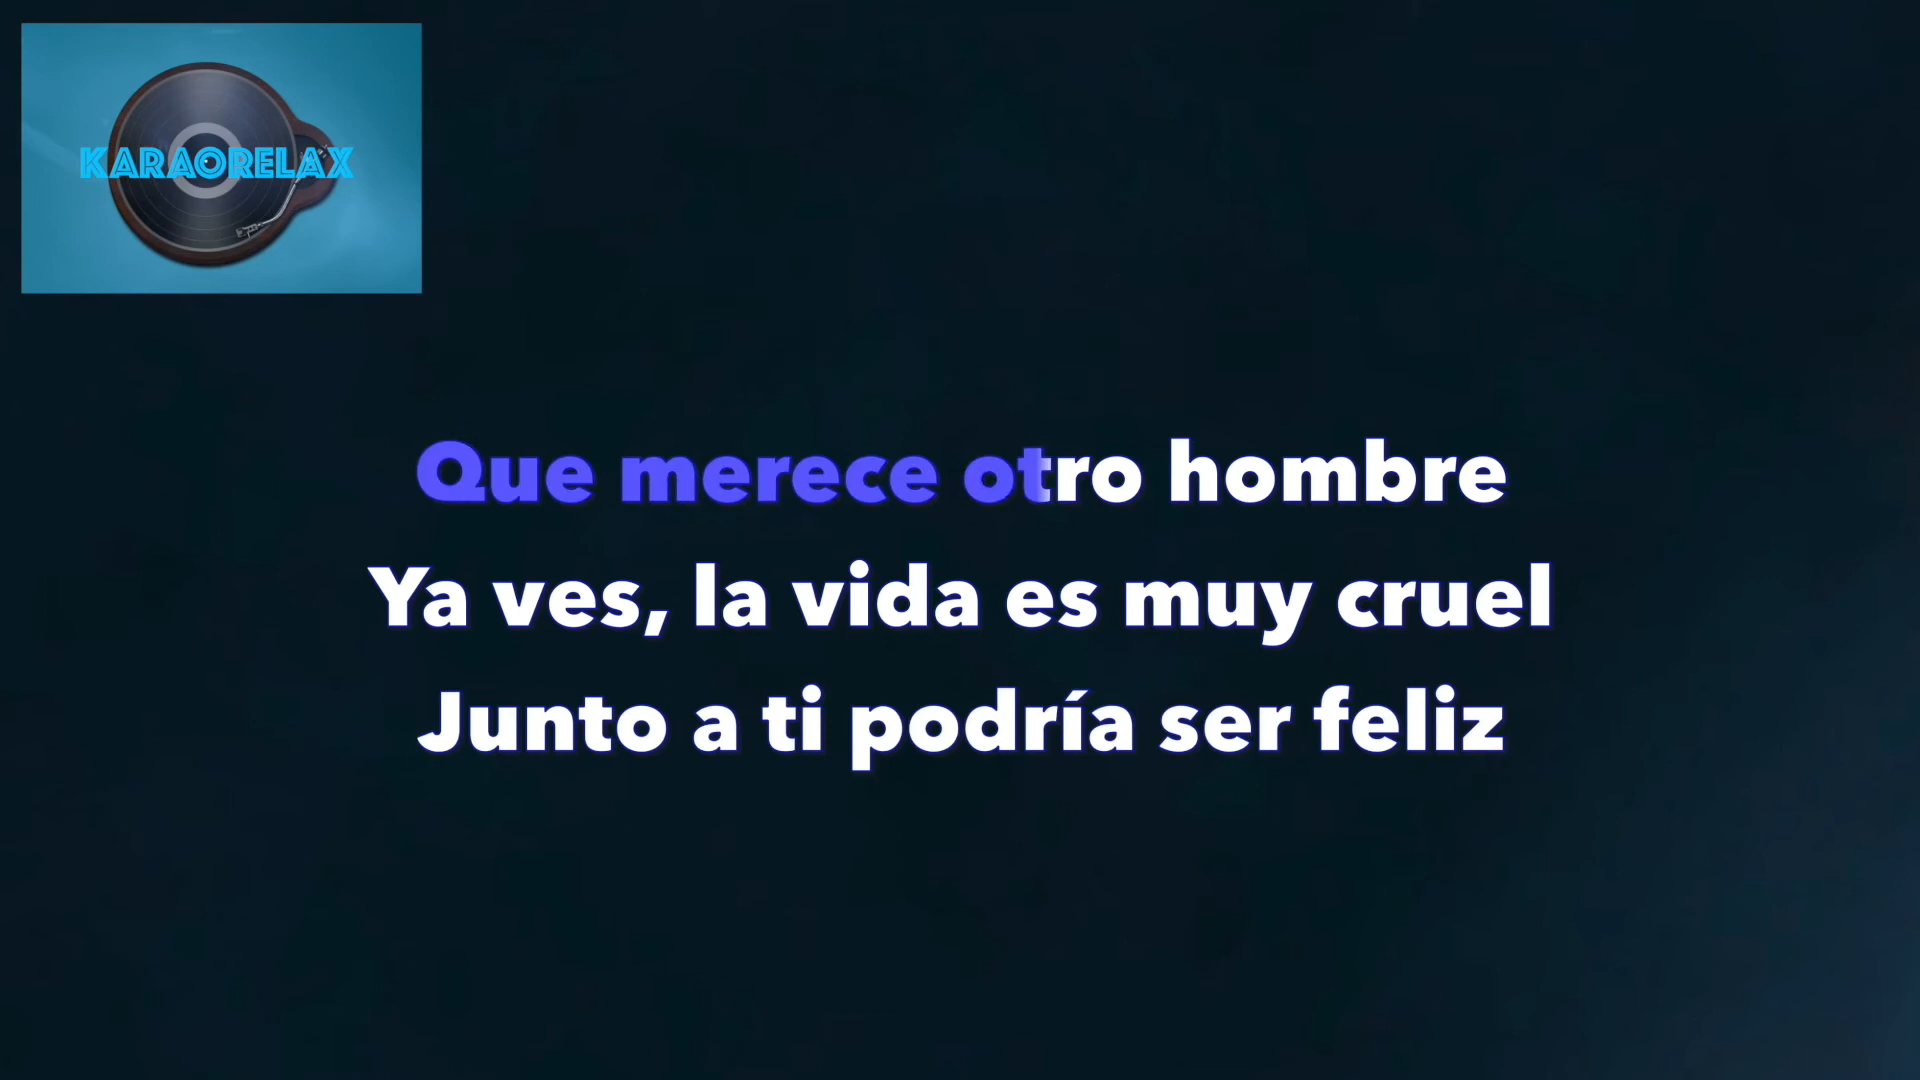 KARAORELAX
Que merece otro hombre
Ya ves, la vida es muy cruel
Junto a ti podría ser feliz